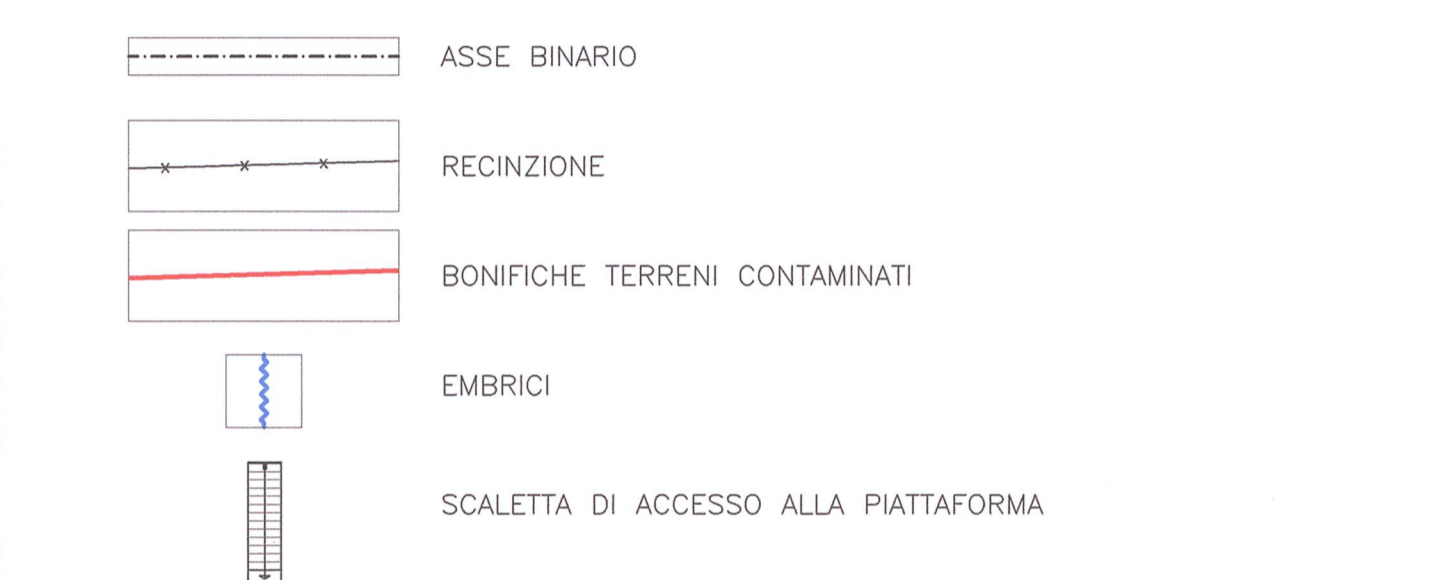 ASSE BINARIO
RECINZIONE
BONIFICHE TERRENI CONTAMINATI
EMBRICI
SCALETTA DI ACCESSO ALLA PIATTAFORMA